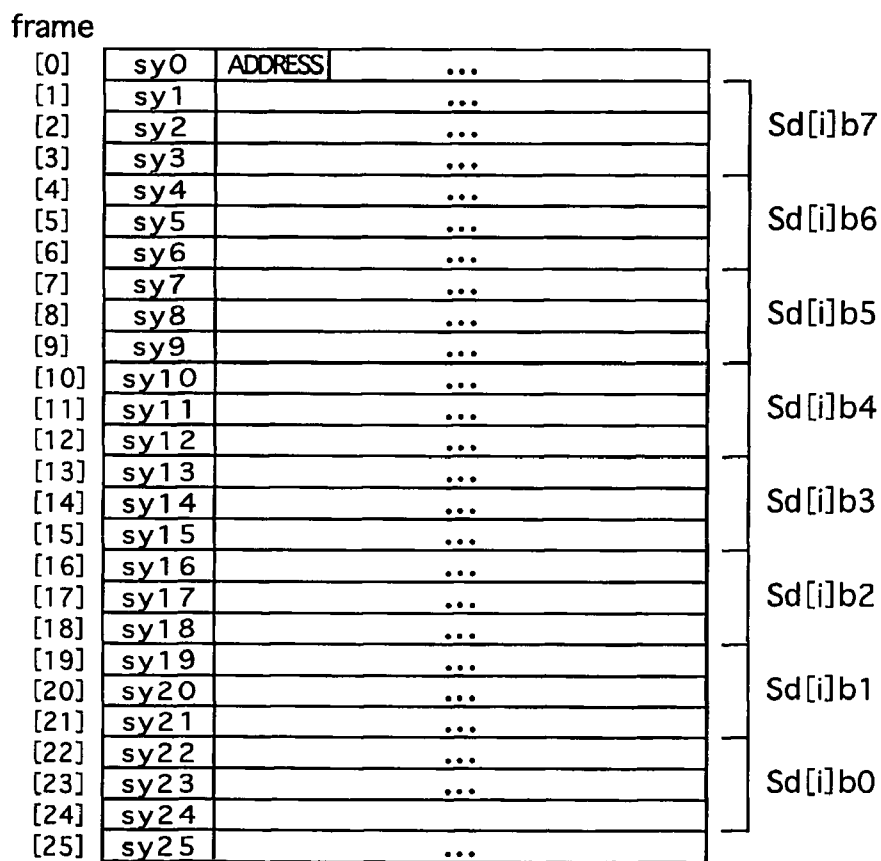 frame
[0] sy0 ADDRESS ...
[1] sy1 ...
[2] sy2 ... Sd[i]b7
[3] sy3 ...
[4] sy4 ...
[5] sy5 ... Sd[i]b6
[6] sy6 ...
[7] sy7 ...
[8] sy8 ... Sd[i]b5
[9] sy9 ...
[10] sy10 ...
[11] sy11 ... Sd[i]b4
[12] sy12 ...
[13] sy13 ...
[14] sy14 ... Sd[i]b3
[15] sy15 ...
[16] sy16 ...
[17] sy17 ... Sd[i]b2
[18] sy18 ...
[19] sy19 ...
[20] sy20 ... Sd[i]b1
[21] sy21 ...
[22] sy22 ...
[23] sy23 ... Sd[i]b0
[24] sy24
[25] sy25 ...